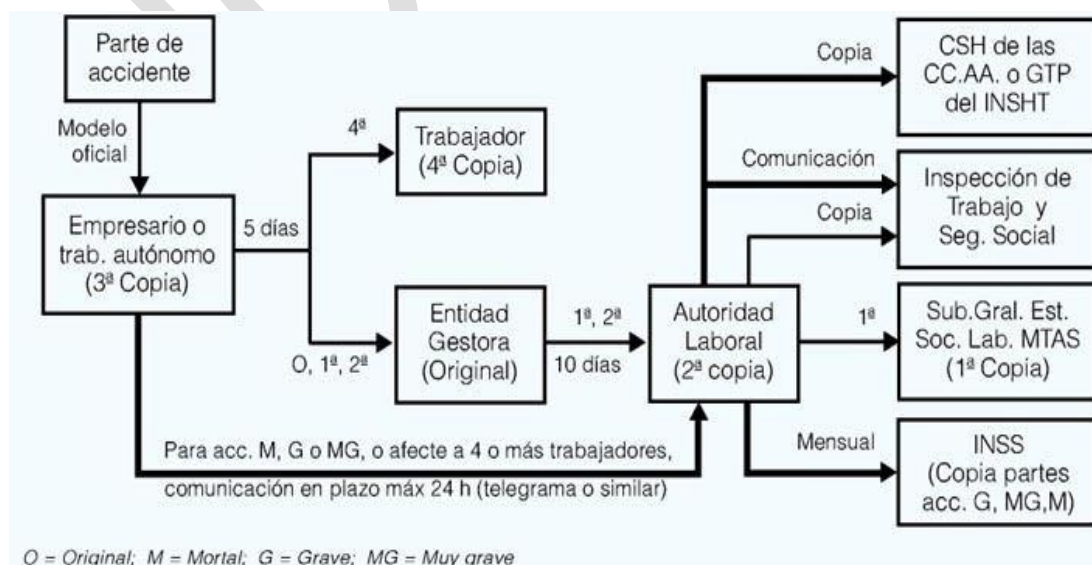 Parte de
accidente
Modelo
oficial
Empresario o
trab. autónomo
(3ª Copia)
5 días
4ª
Trabajador
(4ª Copia)
O, 1ª, 2ª
Entidad
Gestora
(Original)
1ª, 2ª
10 días
Autoridad
Laboral
(2ª copia)
Copia
CSH de las
CC.AA. o GTP
del INSHT
Comunicación
Copia
Inspección de
Trabajo y
Seg. Social
1ª
Sub.Gral. Est.
Soc. Lab. MTAS
(1ª Copia)
Mensual
INSS
(Copia partes
acc. G, MG,M)
Para acc. M, G o MG, o afecte a 4 o más trabajadores,
comunicación en plazo máx 24 h (telegrama o similar)
O = Original; M = Mortal; G = Grave; MG = Muy grave